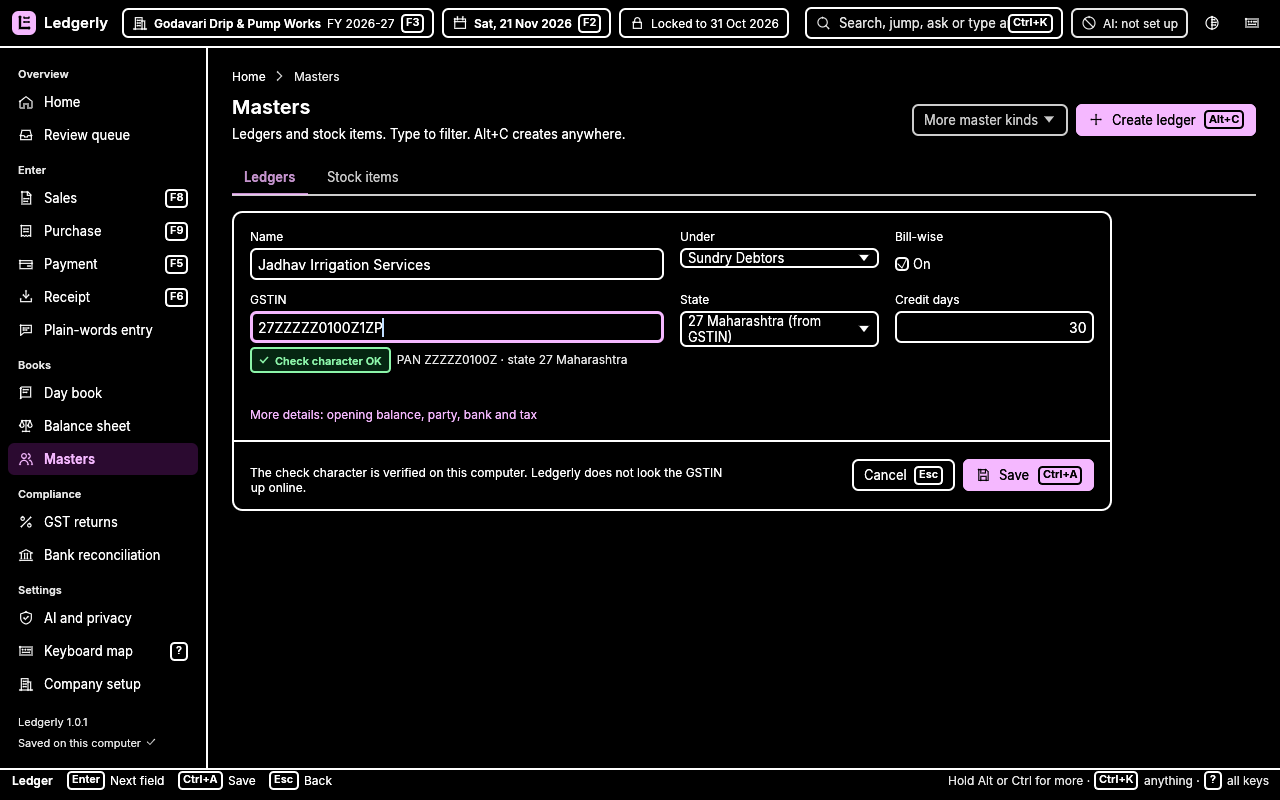 Ledgerly
Godavari Drip & Pump Works FY 2026-27 F3
Sat, 21 Nov 2026 F2
Locked to 31 Oct 2026
Search, jump, ask or type a Ctrl+K
AI: not set up
Overview
Home
Review queue
Enter
Sales F8
Purchase F9
Payment F5
Receipt F6
Plain-words entry
Books
Day book
Balance sheet
Masters
Compliance
GST returns
Bank reconciliation
Settings
AI and privacy
Keyboard map ?
Company setup
Ledgerly 1.0.1
Saved on this computer
Home Masters
Masters
Ledgers and stock items. Type to filter. Alt+C creates anywhere.
More master kinds
Create ledger Alt+C
Ledgers Stock items
Name
Jadhav Irrigation Services
Under
Sundry Debtors
Bill-wise
On
GSTIN
27ZZZZZ0100Z1ZP
Check character OK PAN ZZZZZ0100Z · state 27 Maharashtra
State
27 Maharashtra (from
GSTIN)
Credit days
30
More details: opening balance, party, bank and tax
The check character is verified on this computer. Ledgerly does not look the GSTIN
up online.
Cancel Esc
Save Ctrl+A
Ledger Enter Next field Ctrl+A Save Esc Back
Hold Alt or Ctrl for more · Ctrl+K anything · ? all keys